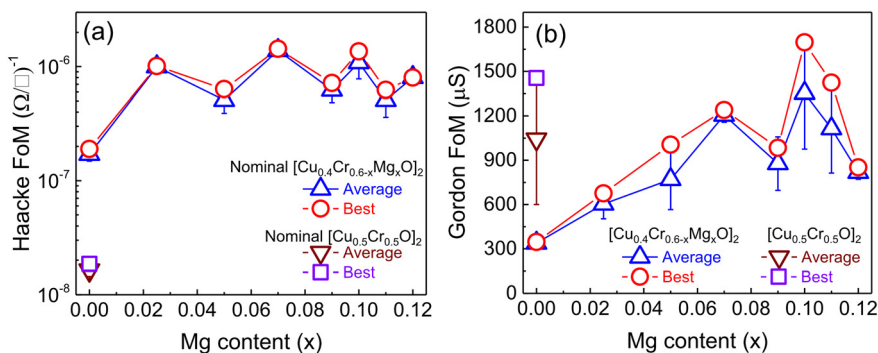 (a)
Haacke FoM (Ω/□)⁻¹
10⁻⁶
10⁻⁷
10⁻⁸
Nominal [Cu₀.₄Cr₀.₆₋ₓMgₓO]₂
Average
Best
Nominal [Cu₀.₅Cr₀.₅O]₂
Average
Best
0.00 0.02 0.04 0.06 0.08 0.10 0.12
Mg content (x)
(b)
Gordon FoM (μS)
1800
1500
1200
900
600
300
0
[Cu₀.₄Cr₀.₆₋ₓMgₓO]₂ [Cu₀.₅Cr₀.₅O]₂
Average Average
Best Best
0.00 0.02 0.04 0.06 0.08 0.10 0.12
Mg content (x)